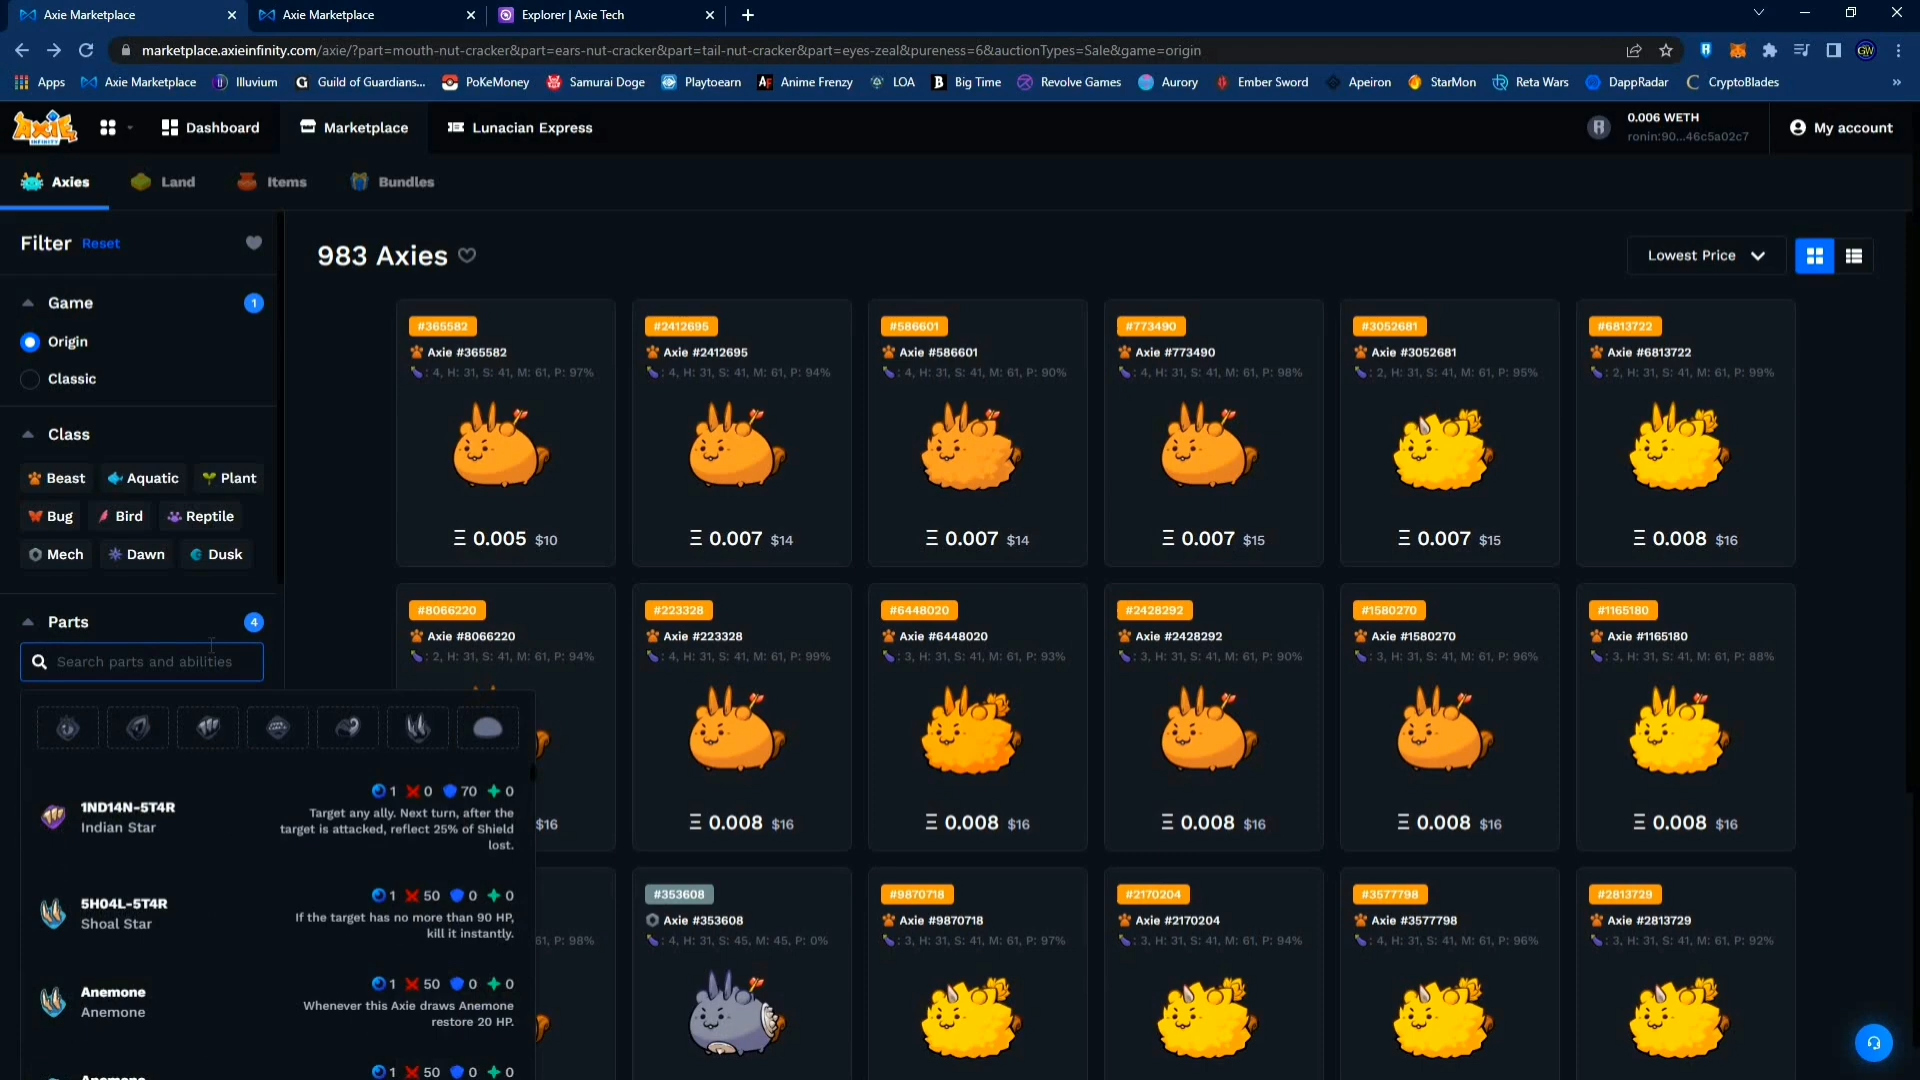 Axie Marketplace
Axie Marketplace
Explorer | Axie Tech
marketplace.axieinfinity.com/axie/?part=mouth-nut-cracker&part=ears-nut-cracker&part=tail-nut-cracker&part=eyes-zeal&pureness=6&auctionTypes=Sale&game=origin
GW
Apps Axie Marketplace Illuvium Guild of Guardians... PoKeMoney Samurai Doge Playtoearn Anime Frenzy LOA Big Time Revolve Games Aurory Ember Sword Apeiron StarMon Reta Wars DappRadar CryptoBlades »
AXIE INFINITY
Dashboard Marketplace Lunacian Express
0.006 WETH
ronin:90...46c5a02c7
My account
Axies Land Items Bundles
Filter Reset
983 Axies
Lowest Price
Game 1
Origin
Classic
Class
Beast Aquatic Plant
Bug Bird Reptile
Mech Dawn Dusk
Parts 4
Search parts and abilities
1ND14N-5T4R
Indian Star
1 0 70 0
Target any ally. Next turn, after the
target is attacked, reflect 25% of Shield
lost.
5H04L-5T4R
Shoal Star
1 50 0 0
If the target has no more than 90 HP,
kill it instantly.
Anemone
Anemone
1 50 0 0
Whenever this Axie draws Anemone
restore 20 HP.
Anemone
1 50 0 0
#365582 #2412695 #586601 #773490 #3052681 #6813722
Axie #365582 Axie #2412695 Axie #586601 Axie #773490 Axie #3052681 Axie #6813722
: 4, H: 31, S: 41, M: 61, P: 97% : 4, H: 31, S: 41, M: 61, P: 94% : 4, H: 31, S: 41, M: 61, P: 90% : 4, H: 31, S: 41, M: 61, P: 98% : 2, H: 31, S: 41, M: 61, P: 95% : 2, H: 31, S: 41, M: 61, P: 99%
Ξ 0.005 $10 Ξ 0.007 $14 Ξ 0.007 $14 Ξ 0.007 $15 Ξ 0.007 $15 Ξ 0.008 $16
#8066220 #223328 #6448020 #2428292 #1580270 #1165180
Axie #8066220 Axie #223328 Axie #6448020 Axie #2428292 Axie #1580270 Axie #1165180
: 2, H: 31, S: 41, M: 61, P: 94% : 4, H: 31, S: 41, M: 61, P: 99% : 3, H: 31, S: 41, M: 61, P: 93% : 3, H: 31, S: 41, M: 61, P: 90% : 3, H: 31, S: 41, M: 61, P: 96% : 3, H: 31, S: 41, M: 61, P: 88%
$16 Ξ 0.008 $16 Ξ 0.008 $16 Ξ 0.008 $16 Ξ 0.008 $16 Ξ 0.008 $16
#353608 #9870718 #2170204 #3577798 #2813729
Axie #353608 Axie #9870718 Axie #2170204 Axie #3577798 Axie #2813729
61, P: 98% : 4, H: 31, S: 45, M: 45, P: 0% : 3, H: 31, S: 41, M: 61, P: 97% : 3, H: 31, S: 41, M: 61, P: 94% : 4, H: 31, S: 41, M: 61, P: 96% : 3, H: 31, S: 41, M: 61, P: 92%